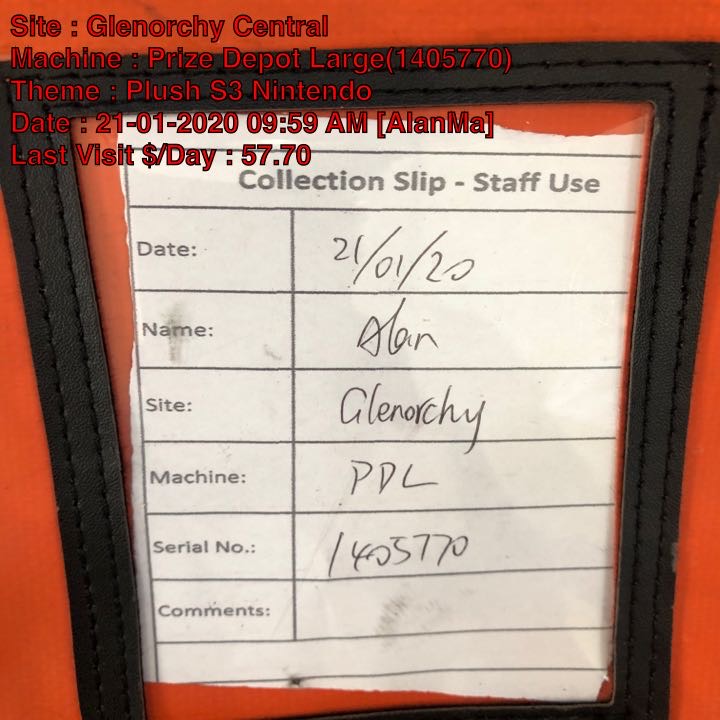 Site : Glenorchy Central
Machine : Prize Depot Large(1405770)
Theme : Plush S3 Nintendo
Date : 21-01-2020 09:59 AM [AlanMa]
Last Visit $/Day : 57.70
Collection Slip - Staff Use
Date: 21/01/20
Name: Alan
Site: Glenorchy
Machine: PDL
Serial No.: 1405770
Comments: